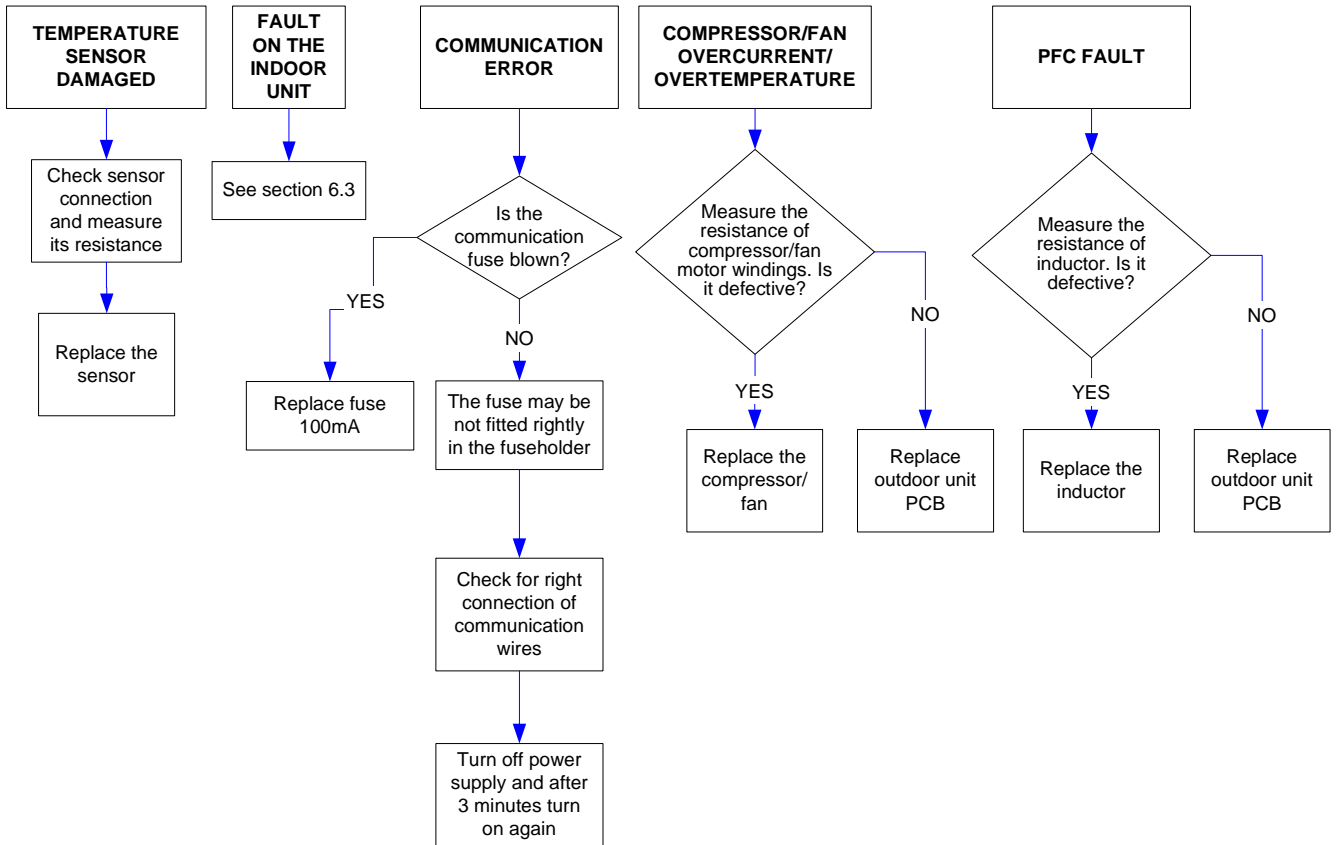 TEMPERATURE
SENSOR
DAMAGED
FAULT
ON THE
INDOOR
UNIT
COMMUNICATION
ERROR
COMPRESSOR/FAN
OVERCURRENT/
OVERTEMPERATURE
PFC FAULT
Check sensor
connection
and measure
its resistance
Replace the
sensor
See section 6.3
Is the
communication
fuse blown?
YES
NO
Replace fuse
100mA
The fuse may be
not fitted rightly
in the fuseholder
Check for right
connection of
communication
wires
Turn off power
supply and after
3 minutes turn
on again
Measure the
resistance of
compressor/fan
motor windings. Is
it defective?
YES
NO
Replace the
compressor/
fan
Replace
outdoor unit
PCB
Measure the
resistance of
inductor. Is it
defective?
YES
NO
Replace the
inductor
Replace
outdoor unit
PCB